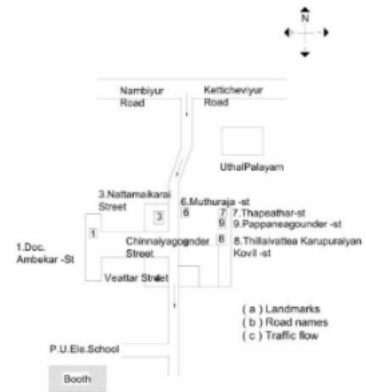 N
Nambiyur
Road
Ketticheviyur
Road
UthalPalayam
3.Nattamaikarai
Street
3
6.Muthuraja -st
6
7
7.Thapeathar-st
9
9.Pappaneagounder -st
8
8.Thillaivattea Karupuraiyan
Kovil -st
1
1.Doc.
Ambekar -St
Chinnaiyagounder
Street
Veattar Street
( a ) Landmarks
( b ) Road names
( c ) Traffic flow
P.U.Ele.School
Booth